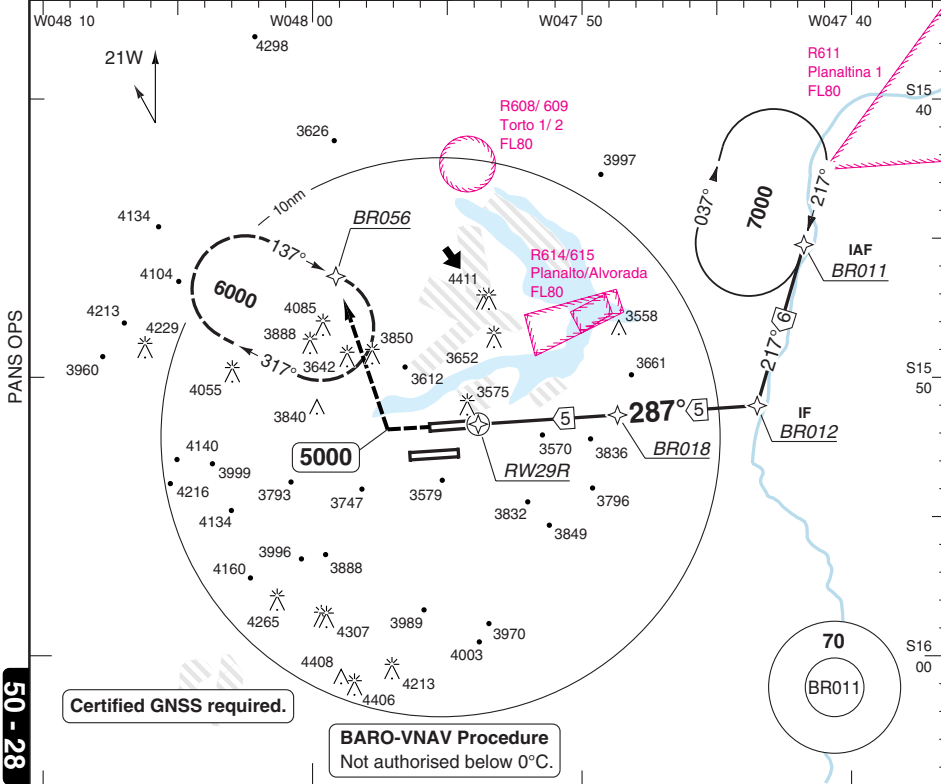 W048 10
W048 00
W047 50
W047 40
21W
4298
R611
Planaltina 1
FL80
S15
40
R608/ 609
Torto 1/ 2
FL80
3626
3997
10nm
BR056
037°
7000
217°
IAF
BR011
4134
137°
4104
6000
4411
R614/615
Planalto/Alvorada
FL80
4213
4229
4085
3888
3642
3850
3558
6
217°
PANS OPS
3960
317°
3652
4055
3612
3575
3661
S15
50
3840
5
287°
5
IF
BR012
BR018
5000
RW29R
3570
3836
4140
3999
4216
3793
3747
3579
3796
4134
3832
3849
3996
3888
4160
4265
4307
3989
3970
4003
4408
4406
4213
70
BR011
S16
00
50 - 28
Certified GNSS required.
BARO-VNAV Procedure
Not authorised below 0°C.